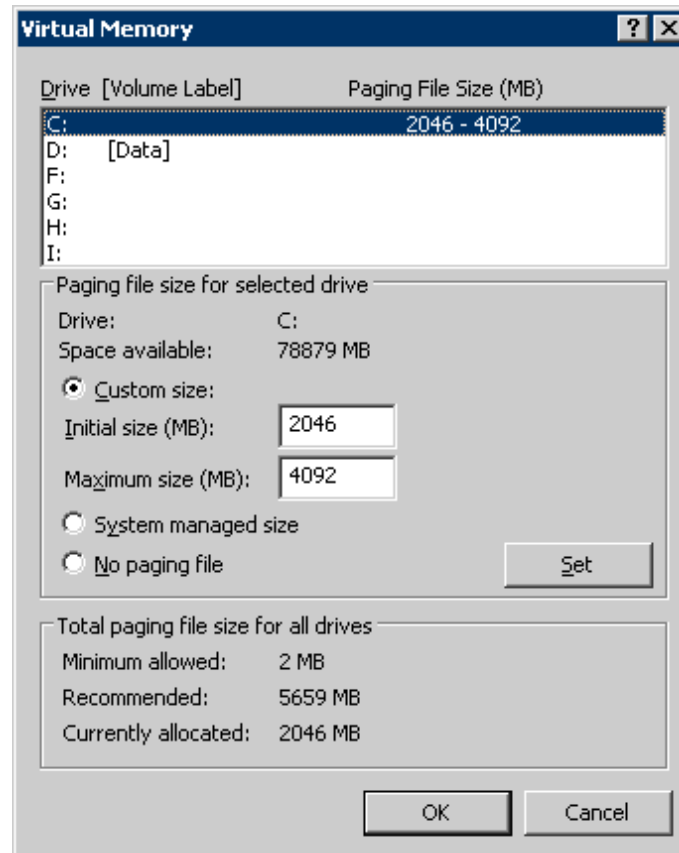 Virtual Memory
Drive [Volume Label] Paging File Size (MB)
C: 2046 - 4092
D: [Data]
F:
G:
H:
I:
Paging file size for selected drive
Drive: C:
Space available: 78879 MB
Custom size:
Initial size (MB): 2046
Maximum size (MB): 4092
System managed size
No paging file Set
Total paging file size for all drives
Minimum allowed: 2 MB
Recommended: 5659 MB
Currently allocated: 2046 MB
OK Cancel